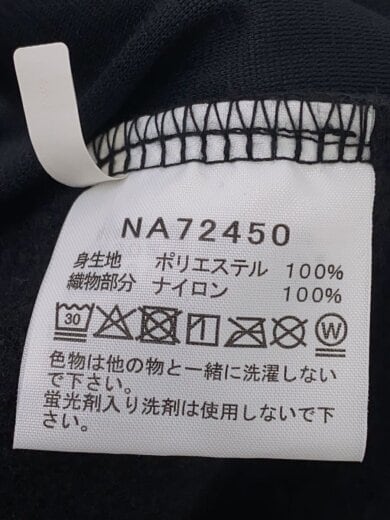 NA72450
身生地 ポリエステル 100%
織物部分 ナイロン 100%
30 W
色物は他の物と一緒に洗濯しない
で下さい。
蛍光剤入り洗剤は使用しないで下
さい。